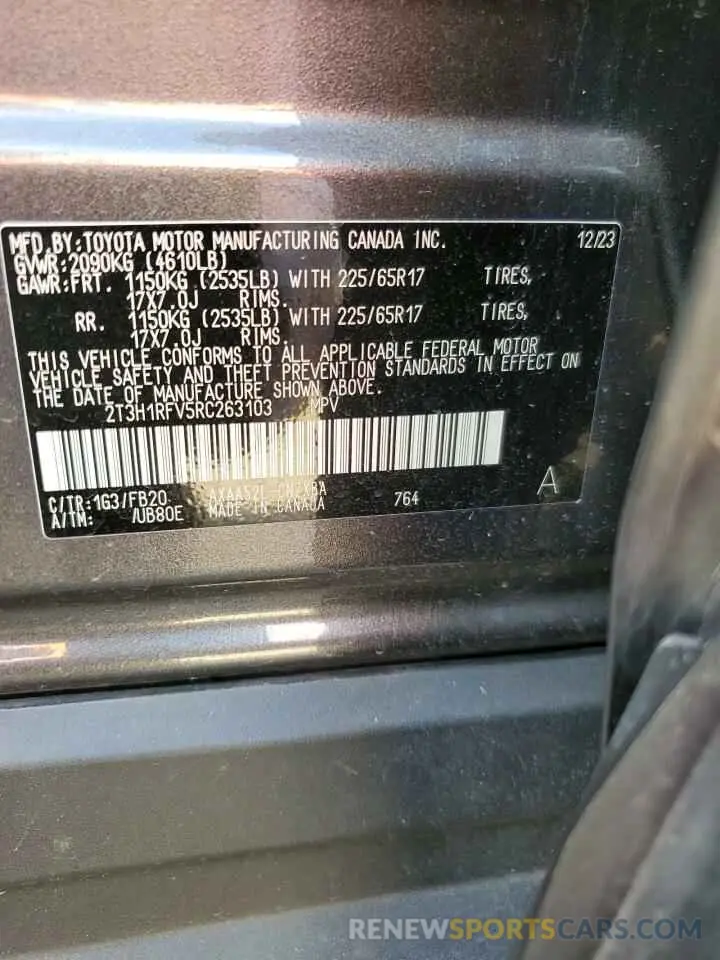 MFD.BY:TOYOTA MOTOR MANUFACTURING CANADA INC. 12/23
GVWR:2090KG (4610LB)
GAWR:FRT. 1150KG (2535LB) WITH 225/65R17 TIRES,
17X7.0J RIMS.
RR. 1150KG (2535LB) WITH 225/65R17 TIRES,
17X7.0J RIMS.
THIS VEHICLE CONFORMS TO ALL APPLICABLE FEDERAL MOTOR
VEHICLE SAFETY AND THEFT PREVENTION STANDARDS IN EFFECT ON
THE DATE OF MANUFACTURE SHOWN ABOVE.
2T3H1RFV5RC263103 MPV
C/TR:1G3/FB20 764 A
A/TM: /UB80E MADE IN CANADA
RENEWSPORTSCARS.COM